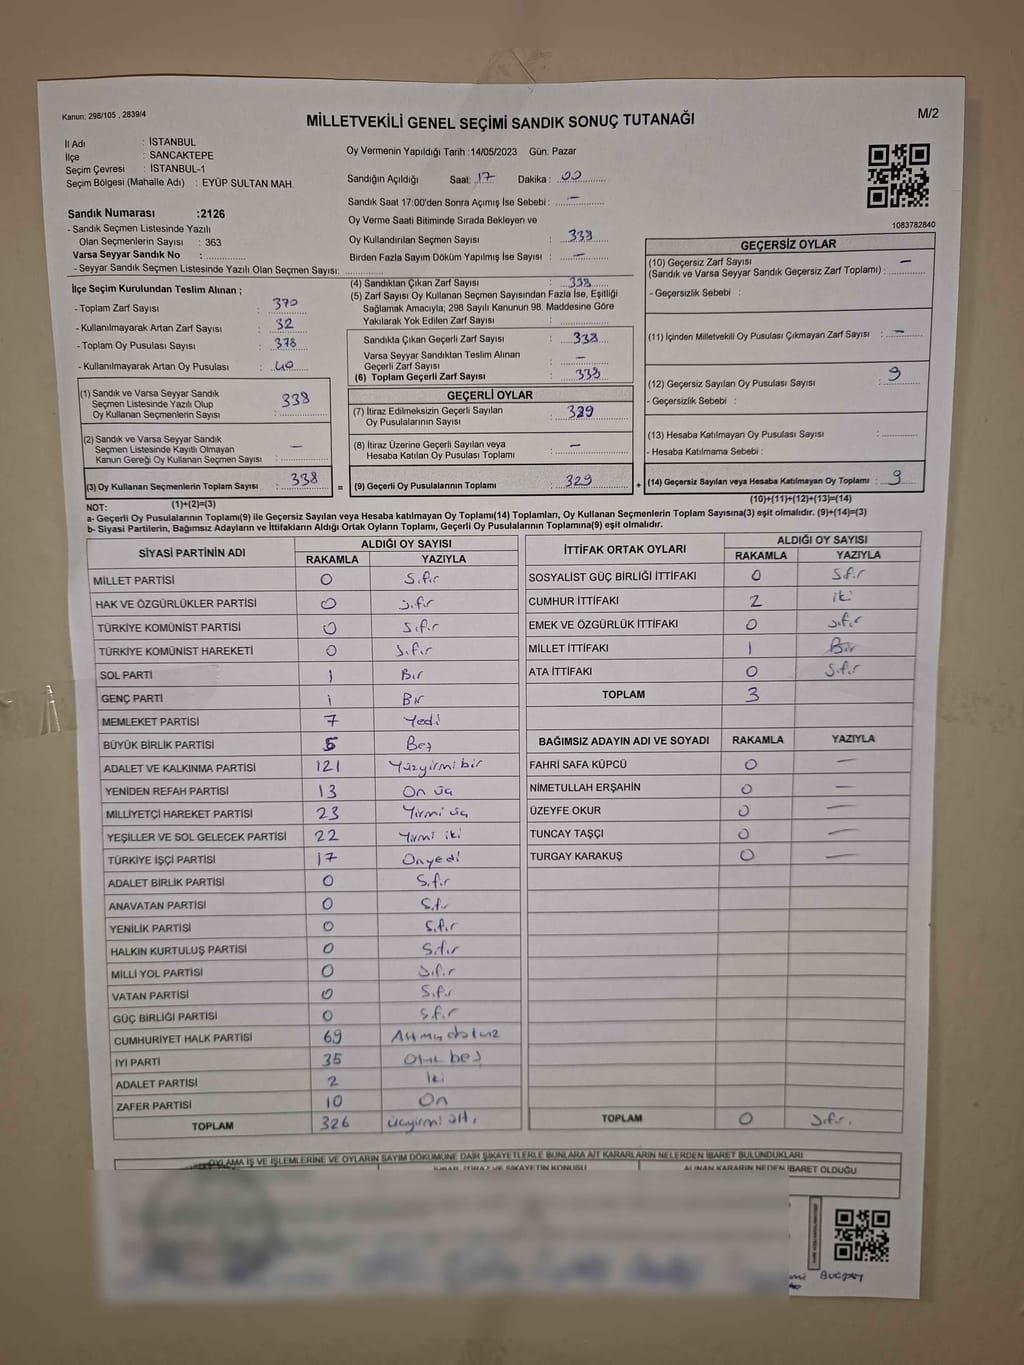 Kanun: 298/105 , 2839/4
M/2
MİLLETVEKİLİ GENEL SEÇİMİ SANDIK SONUÇ TUTANAĞI
İl Adı : İSTANBUL
İlçe : SANCAKTEPE
Seçim Çevresi : İSTANBUL-1
Seçim Bölgesi (Mahalle Adı) : EYÜP SULTAN MAH.
Sandık Numarası :2126
- Sandık Seçmen Listesinde Yazılı
Olan Seçmenlerin Sayısı : 363
Varsa Seyyar Sandık No :
- Seyyar Sandık Seçmen Listesinde Yazılı Olan Seçmen Sayısı:
Oy Vermenin Yapıldığı Tarih :14/05/2023 Gün: Pazar
Sandığın Açıldığı Saat: 17 Dakika : 00
Sandık Saat 17:00'den Sonra Açımış İse Sebebi : —
Oy Verme Saati Bitiminde Sırada Bekleyen ve
Oy Kullandırılan Seçmen Sayısı : 338
Birden Fazla Sayım Döküm Yapılmış İse Sayısı : —
1083782840
İlçe Seçim Kurulundan Teslim Alınan ;
- Toplam Zarf Sayısı : 370
- Kullanılmayarak Artan Zarf Sayısı : 32
- Toplam Oy Pusulası Sayısı : 378
- Kullanılmayarak Artan Oy Pusulası : 40
(1) Sandık ve Varsa Seyyar Sandık
Seçmen Listesinde Yazılı Olup
Oy Kullanan Seçmenlerin Sayısı : 338
(2) Sandık ve Varsa Seyyar Sandık
Seçmen Listesinde Kayıtlı Olmayan
Kanun Gereği Oy Kullanan Seçmen Sayısı : —
(3) Oy Kullanan Seçmenlerin Toplam Sayısı : 338
(1)+(2)=(3)
(4) Sandıktan Çıkan Zarf Sayısı : 338
(5) Zarf Sayısı Oy Kullanan Seçmen Sayısından Fazla İse, Eşitliği
Sağlamak Amacıyla; 298 Sayılı Kanunun 98. Maddesine Göre
Yakılarak Yok Edilen Zarf Sayısı :
Sandıkta Çıkan Geçerli Zarf Sayısı : 338
Varsa Seyyar Sandıktan Teslim Alınan
Geçerli Zarf Sayısı : —
(6) Toplam Geçerli Zarf Sayısı : 338
GEÇERLİ OYLAR
(7) İtiraz Edilmeksizin Geçerli Sayılan
Oy Pusulalarının Sayısı : 329
(8) İtiraz Üzerine Geçerli Sayılan veya
Hesaba Katılan Oy Pusulası Toplamı : —
= (9) Geçerli Oy Pusulalarının Toplamı : 329 +
GEÇERSİZ OYLAR
(10) Geçersiz Zarf Sayısı
(Sandık ve Varsa Seyyar Sandık Geçersiz Zarf Toplamı) : —
- Geçersizlik Sebebi :
(11) İçinden Milletvekili Oy Pusulası Çıkmayan Zarf Sayısı : —
(12) Geçersiz Sayılan Oy Pusulası Sayısı : 9
- Geçersizlik Sebebi :
(13) Hesaba Katılmayan Oy Pusulası Sayısı :
- Hesaba Katılmama Sebebi :
(14) Geçersiz Sayılan veya Hesaba Katılmayan Oy Toplamı : 9
(10)+(11)+(12)+(13)=(14)
NOT:
a- Geçerli Oy Pusulalarının Toplamı(9) ile Geçersiz Sayılan veya Hesaba katılmayan Oy Toplamı(14) Toplamları, Oy Kullanan Seçmenlerin Toplam Sayısına(3) eşit olmalıdır. (9)+(14)=(3)
b- Siyasi Partilerin, Bağımsız Adayların ve İttifakların Aldığı Ortak Oyların Toplamı, Geçerli Oy Pusulalarının Toplamına(9) eşit olmalıdır.
SİYASİ PARTİNİN ADI ALDIĞI OY SAYISI
RAKAMLA YAZIYLA
MİLLET PARTİSİ 0 Sıfır
HAK VE ÖZGÜRLÜKLER PARTİSİ 0 Sıfır
TÜRKİYE KOMÜNİST PARTİSİ 0 Sıfır
TÜRKİYE KOMÜNİST HAREKETİ 0 Sıfır
SOL PARTİ 1 Bir
GENÇ PARTİ 1 Bir
MEMLEKET PARTİSİ 7 Yedi
BÜYÜK BİRLİK PARTİSİ 5 Beş
ADALET VE KALKINMA PARTİSİ 121 Yüzyirmi bir
YENİDEN REFAH PARTİSİ 13 On üç
MİLLİYETÇİ HAREKET PARTİSİ 23 Yirmi üç
YEŞİLLER VE SOL GELECEK PARTİSİ 22 Yirmi iki
TÜRKİYE İŞÇİ PARTİSİ 17 Onyedi
ADALET BİRLİK PARTİSİ 0 Sıfır
ANAVATAN PARTİSİ 0 Sıfır
YENİLİK PARTİSİ 0 Sıfır
HALKIN KURTULUŞ PARTİSİ 0 Sıfır
MİLLİ YOL PARTİSİ 0 Sıfır
VATAN PARTİSİ 0 Sıfır
GÜÇ BİRLİĞİ PARTİSİ 0 Sıfır
CUMHURİYET HALK PARTİSİ 69 Altmış dokuz
İYİ PARTİ 35 Otuz beş
ADALET PARTİSİ 2 İki
ZAFER PARTİSİ 10 On
TOPLAM 326 Üçyirmi altı
İTTİFAK ORTAK OYLARI ALDIĞI OY SAYISI
RAKAMLA YAZIYLA
SOSYALİST GÜÇ BİRLİĞİ İTTİFAKI 0 Sıfır
CUMHUR İTTİFAKI 2 iki
EMEK VE ÖZGÜRLÜK İTTİFAKI 0 Sıfır
MİLLET İTTİFAKI 1 Bir
ATA İTTİFAKI 0 Sıfır
TOPLAM 3
BAĞIMSIZ ADAYIN ADI VE SOYADI RAKAMLA YAZIYLA
FAHRİ SAFA KÜPCÜ 0 —
NİMETULLAH ERŞAHİN 0 —
ÜZEYFE OKUR 0 —
TUNCAY TAŞÇI 0 —
TURGAY KARAKUŞ 0 —
TOPLAM 0 Sıfır.
OYLAMA İŞ VE İŞLEMLERİNE VE OYLARIN SAYIM DÖKÜMÜNE DAİR ŞİKAYETLERLE BUNLARA AİT KARARLARIN NELERDEN İBARET BULUNDUKLARI
ALINAN KARARIN NEDEN İBARET OLDUĞU